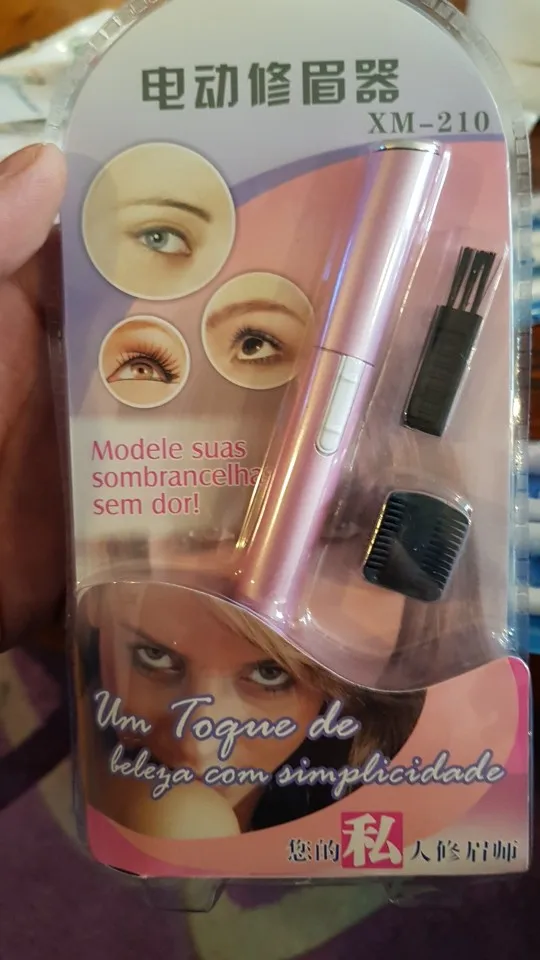 电动修眉器
XM-210
Modele suas
sombrancelha
sem dor!
Um Toque de
beleza com simplicidade
您的私人修眉师